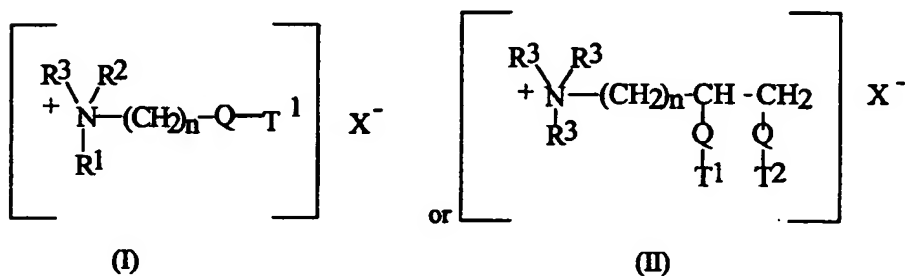 R³ R² R³ R³
+ N—(CH₂)n—Q—T¹ X⁻ + N—(CH₂)n—CH-CH₂ X⁻
R¹ R³ Q Q
T¹ T²
or
(I) (II)